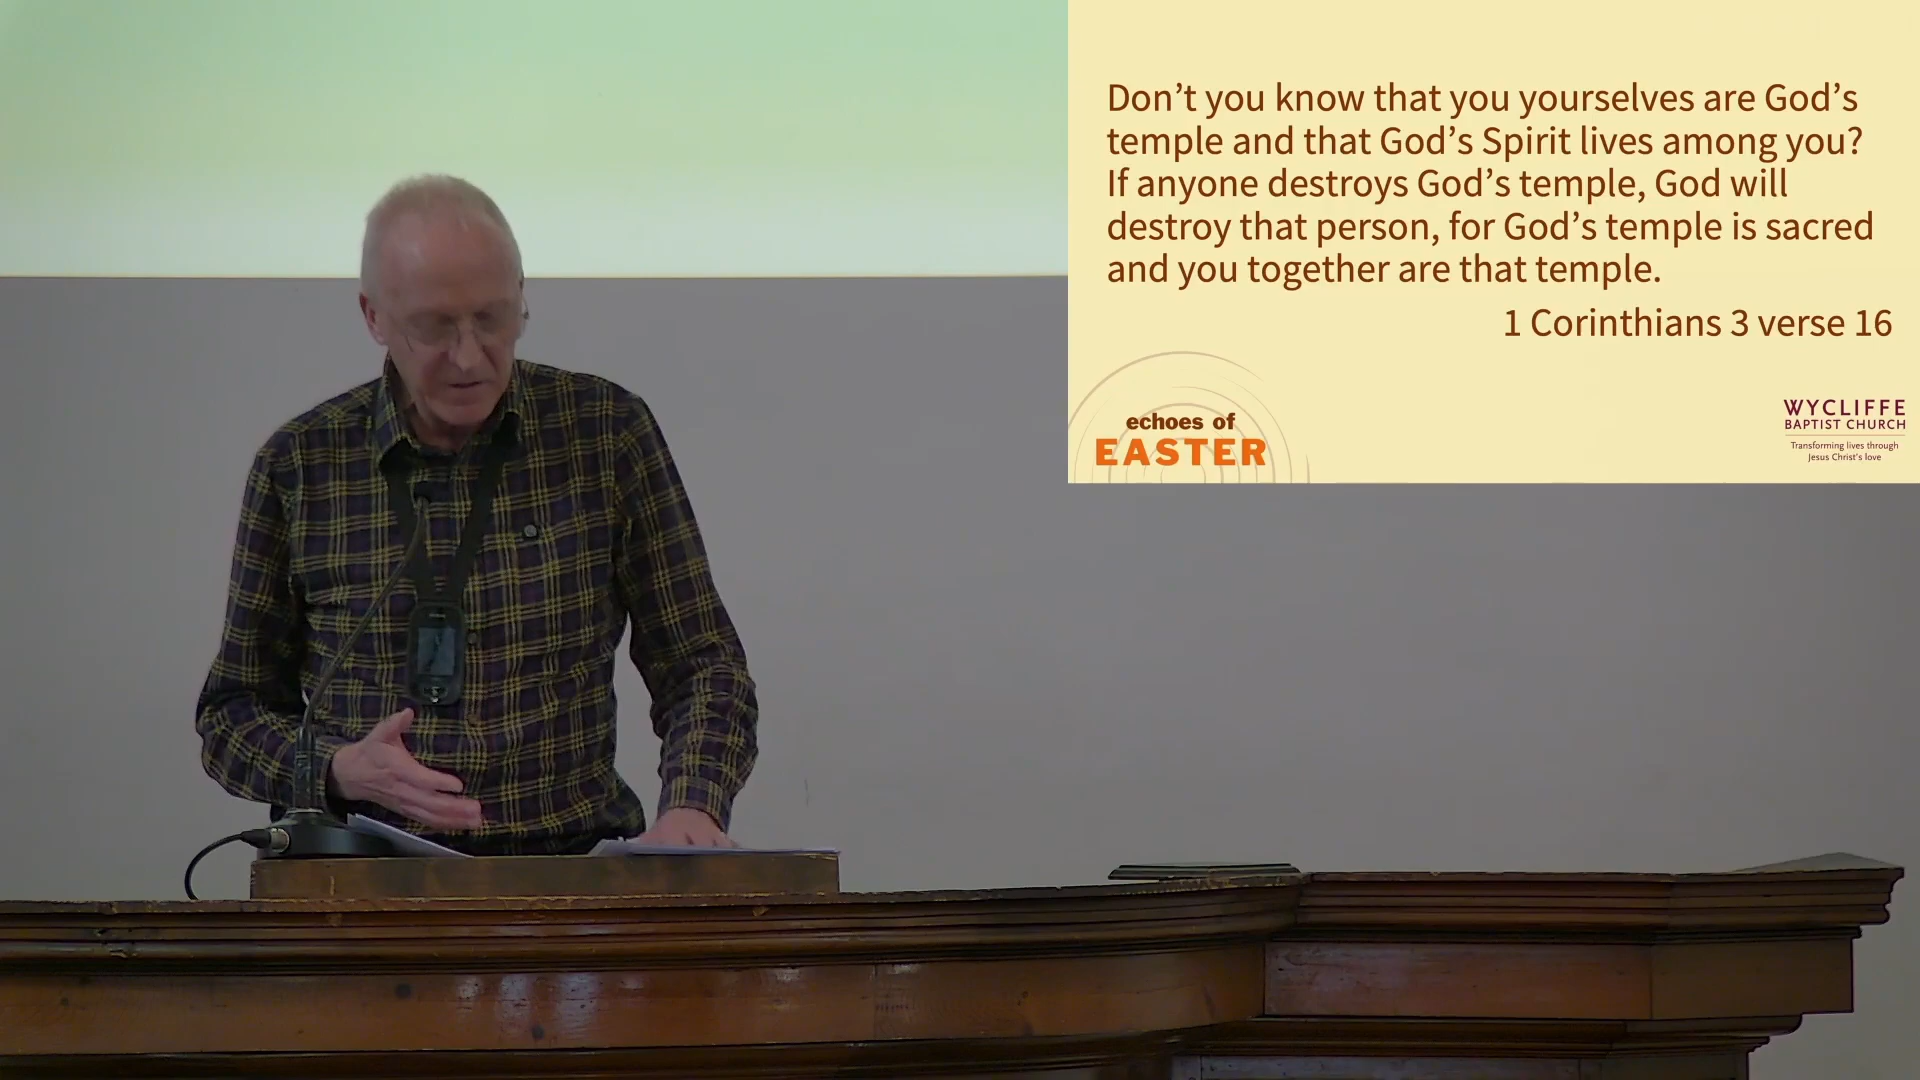 Don’t you know that you yourselves are God’s
temple and that God’s Spirit lives among you?
If anyone destroys God’s temple, God will
destroy that person, for God’s temple is sacred
and you together are that temple.
1 Corinthians 3 verse 16
echoes of
EASTER
WYCLIFFE
BAPTIST CHURCH
Transforming lives through
Jesus Christ's love